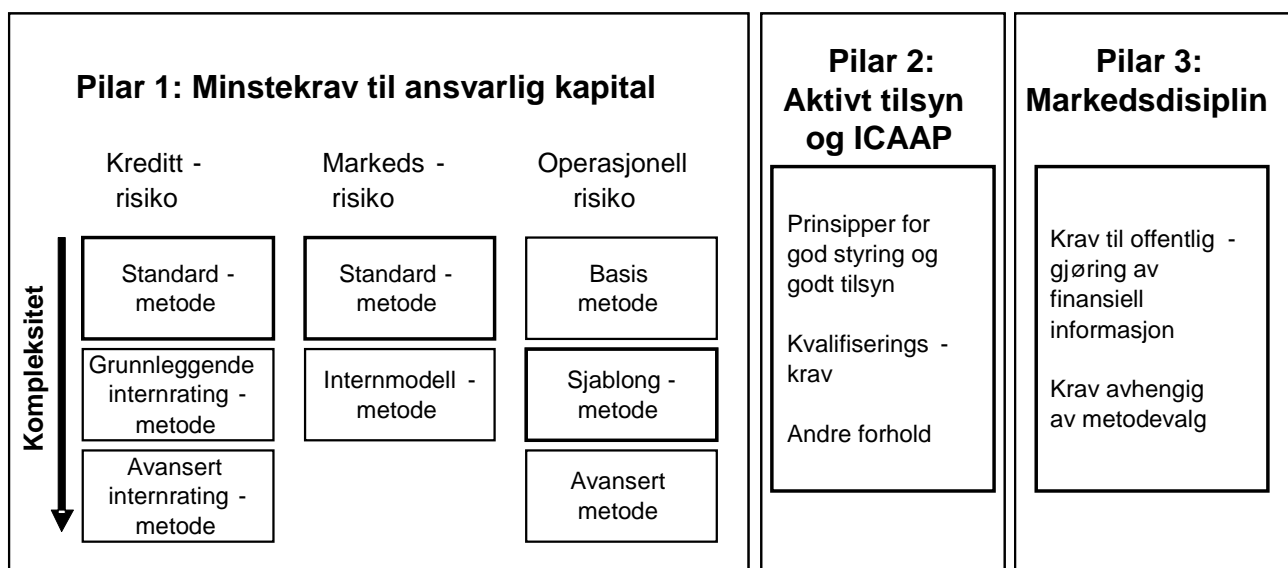 Pilar 1: Minstekrav til ansvarlig kapital
Kreditt -
risiko
Markeds -
risiko
Operasjonell
risiko
Kompleksitet
Standard -
metode
Standard -
metode
Basis
metode
Grunnleggende
internrating -
metode
Internmodell -
metode
Sjablong -
metode
Avansert
internrating -
metode
Avansert
metode
Pilar 2:
Aktivt tilsyn
og ICAAP
Prinsipper for
god styring og
godt tilsyn
Kvalifiserings -
krav
Andre forhold
Pilar 3:
Markedsdisiplin
Krav til offentlig -
gjøring av
finansiell
informasjon
Krav avhengig
av metodevalg